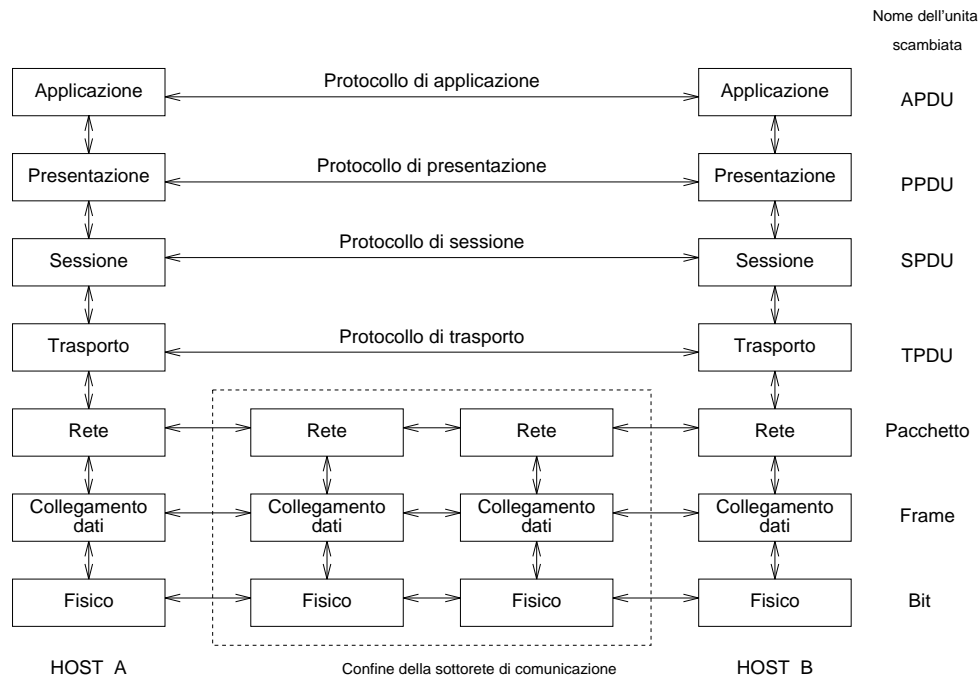 Nome dell'unita
scambiata
Applicazione
Protocollo di applicazione
Applicazione
APDU
Presentazione
Protocollo di presentazione
Presentazione
PPDU
Sessione
Protocollo di sessione
Sessione
SPDU
Trasporto
Protocollo di trasporto
Trasporto
TPDU
Rete
Rete
Rete
Rete
Pacchetto
Collegamento
dati
Collegamento
dati
Collegamento
dati
Collegamento
dati
Frame
Fisico
Fisico
Fisico
Fisico
Bit
HOST A
Confine della sottorete di comunicazione
HOST B